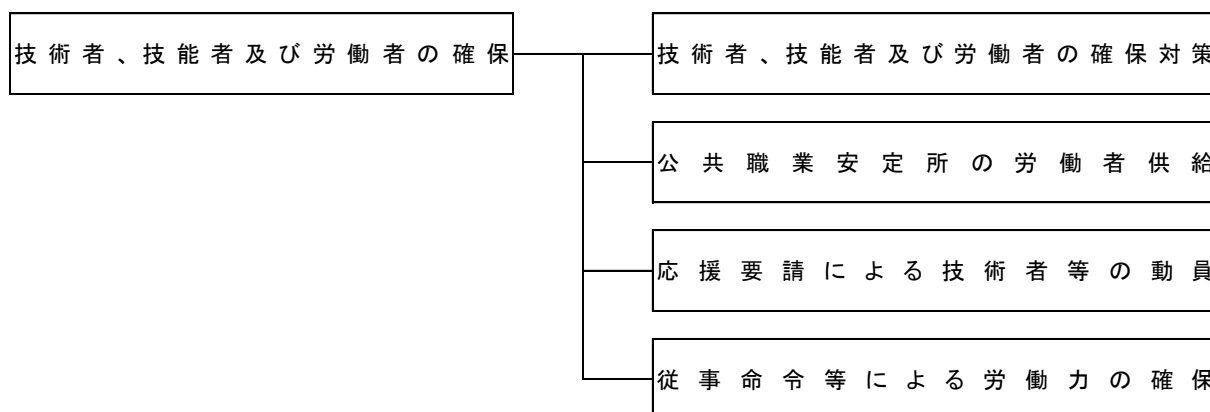 技術者、技能者及び労働者の確保
技術者、技能者及び労働者の確保対策
公共職業安定所の労働者供給
応援要請による技術者等の動員
従事命令等による労働力の確保